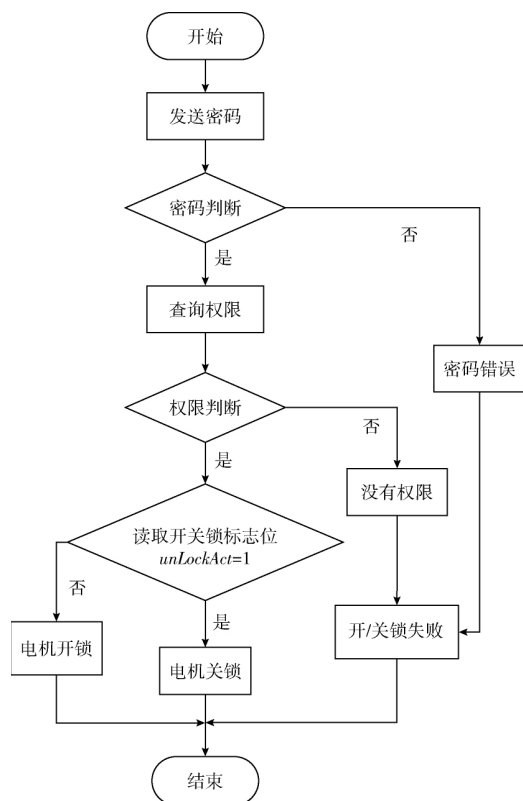 开始
发送密码
密码判断
否
是
查询权限
密码错误
权限判断
否
是
没有权限
读取开关锁标志位
unLockAct=1
否
是
开/关锁失败
电机开锁
电机关锁
结束